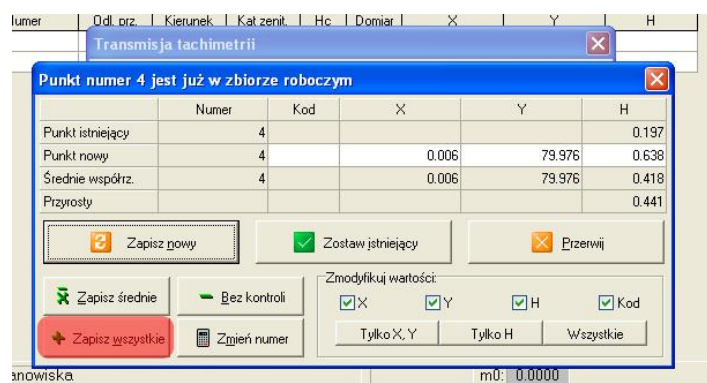 Odl. prz. Kierunek Kąt zenit. Hc Domiar X Y H
Transmisja tachimetrii
Punkt numer 4 jest już w zbiorze roboczym
Numer Kod X Y H
Punkt istniejący 4 0.197
Punkt nowy 4 0.006 79.976 0.638
Średnie współrz. 4 0.006 79.976 0.418
Przyrosty 0.441
Zapisz nowy Zostaw istniejący Przerwij
Zmodyfikuj wartości:
Zapisz średnie Bez kontroli X Y H Kod
Zapisz wszystkie Zmień numer Tylko X, Y Tylko H Wszystkie
m0: 0.0000